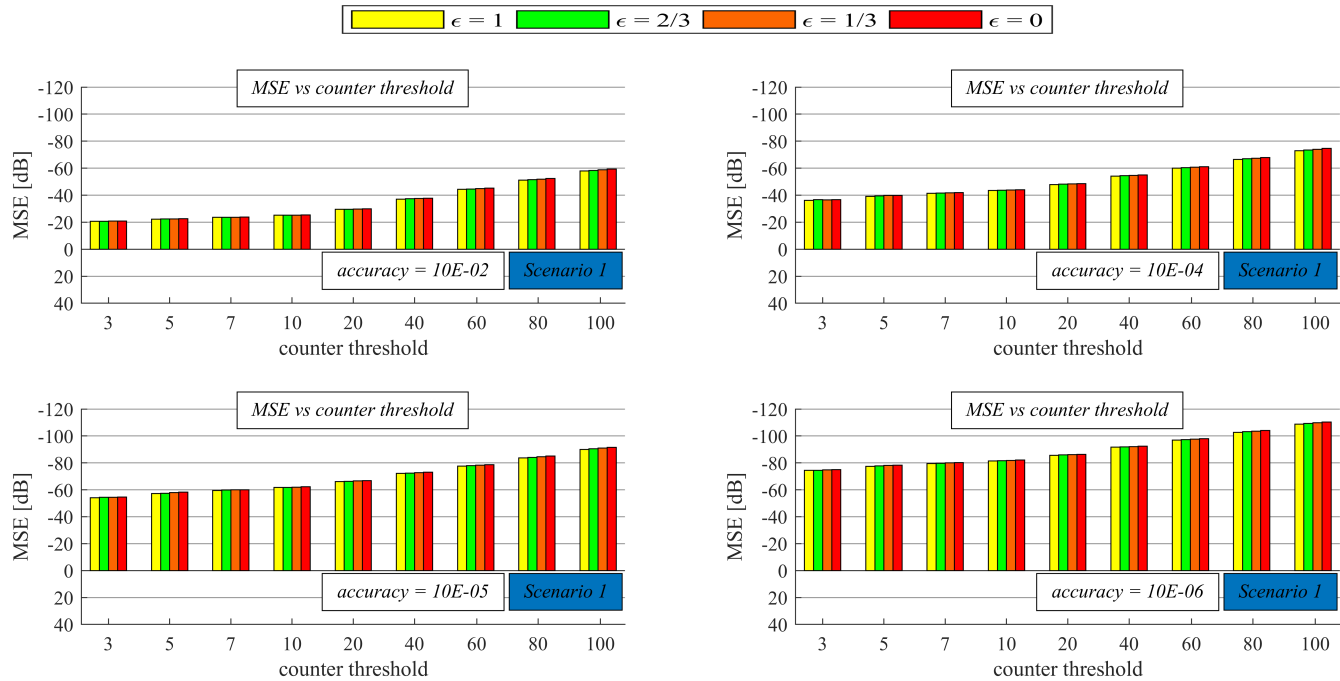 ϵ = 1 ϵ = 2/3 ϵ = 1/3 ϵ = 0
MSE vs counter threshold
-120
-100
-80
-60
-40
-20
0
20
40
MSE [dB]
accuracy = 10E-02
Scenario 1
3 5 7 10 20 40 60 80 100
counter threshold
MSE vs counter threshold
-120
-100
-80
-60
-40
-20
0
20
40
MSE [dB]
accuracy = 10E-04
Scenario 1
3 5 7 10 20 40 60 80 100
counter threshold
MSE vs counter threshold
-120
-100
-80
-60
-40
-20
0
20
40
MSE [dB]
accuracy = 10E-05
Scenario 1
3 5 7 10 20 40 60 80 100
counter threshold
MSE vs counter threshold
-120
-100
-80
-60
-40
-20
0
20
40
MSE [dB]
accuracy = 10E-06
Scenario 1
3 5 7 10 20 40 60 80 100
counter threshold